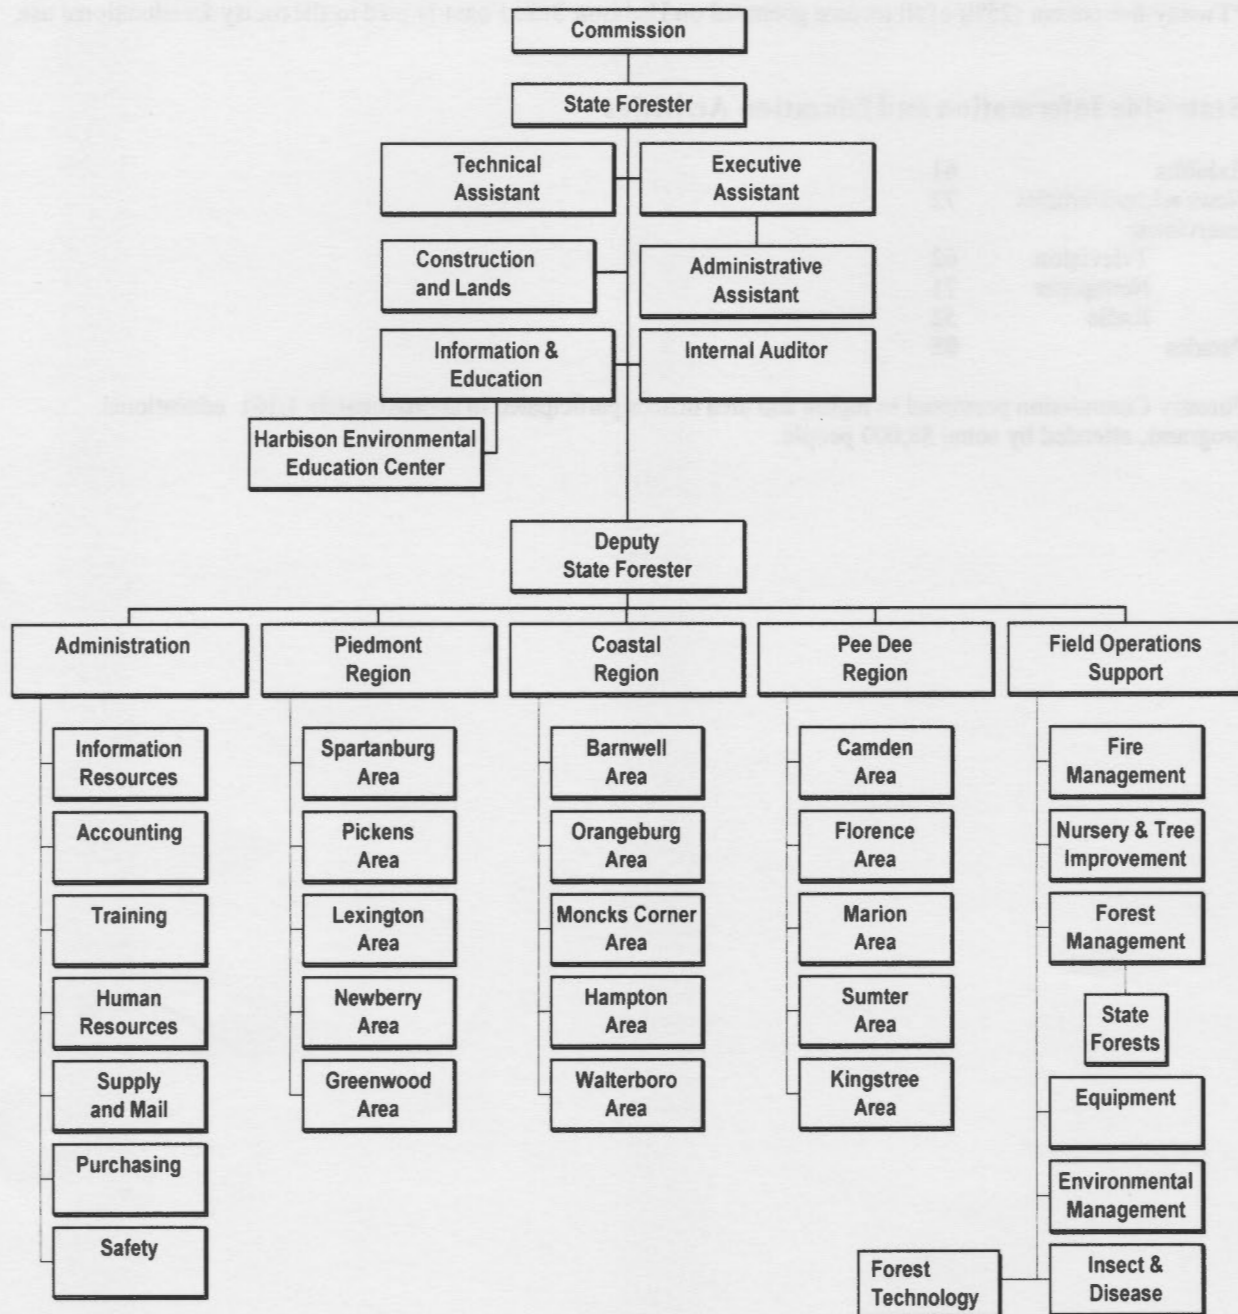 Commission
State Forester
Technical
Assistant
Executive
Assistant
Construction
and Lands
Administrative
Assistant
Information &
Education
Internal Auditor
Harbison Environmental
Education Center
Deputy
State Forester
Administration
Piedmont
Region
Coastal
Region
Pee Dee
Region
Field Operations
Support
Information
Resources
Accounting
Training
Human
Resources
Supply
and Mail
Purchasing
Safety
Spartanburg
Area
Pickens
Area
Lexington
Area
Newberry
Area
Greenwood
Area
Barnwell
Area
Orangeburg
Area
Moncks Corner
Area
Hampton
Area
Walterboro
Area
Camden
Area
Florence
Area
Marion
Area
Sumter
Area
Kingstree
Area
Fire
Management
Nursery & Tree
Improvement
Forest
Management
State
Forests
Equipment
Environmental
Management
Forest
Technology
Insect &
Disease